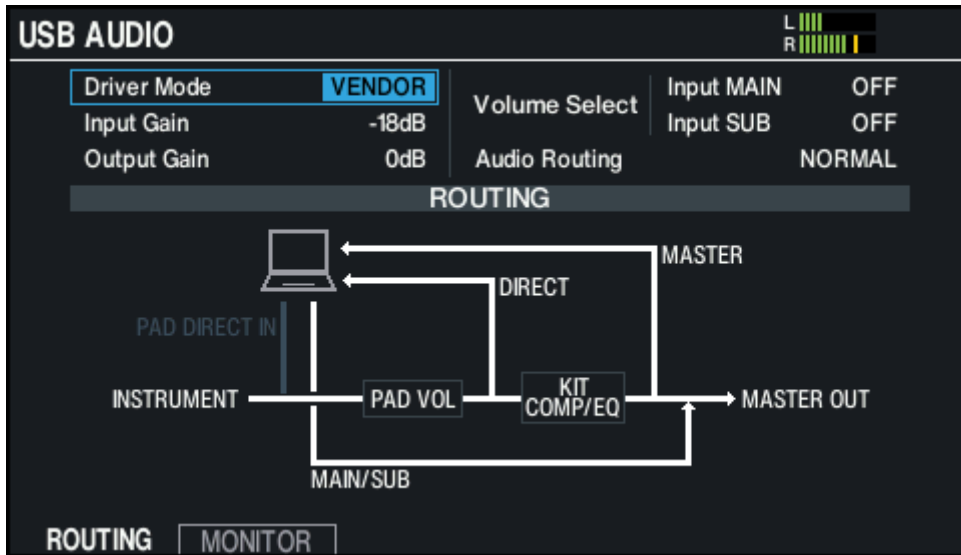 USB AUDIO
L
R
Driver Mode VENDOR
Input Gain -18dB
Output Gain 0dB
Volume Select
Input MAIN OFF
Input SUB OFF
Audio Routing NORMAL
ROUTING
MASTER
DIRECT
PAD DIRECT IN
INSTRUMENT
PAD VOL
KIT
COMP/EQ
MASTER OUT
MAIN/SUB
ROUTING MONITOR